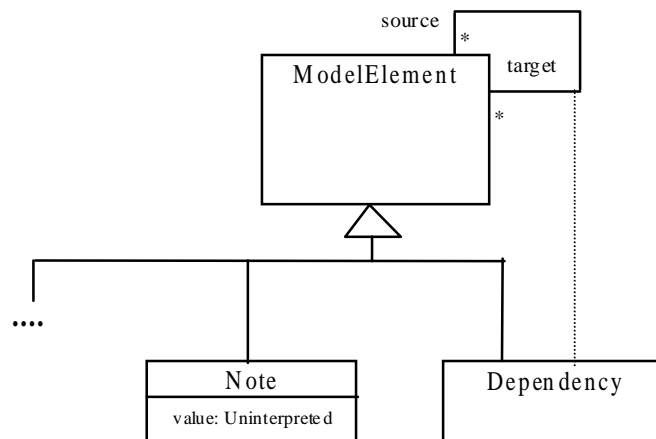 source
*
ModelElement
target
*
....
Note
Dependency
value: Uninterpreted